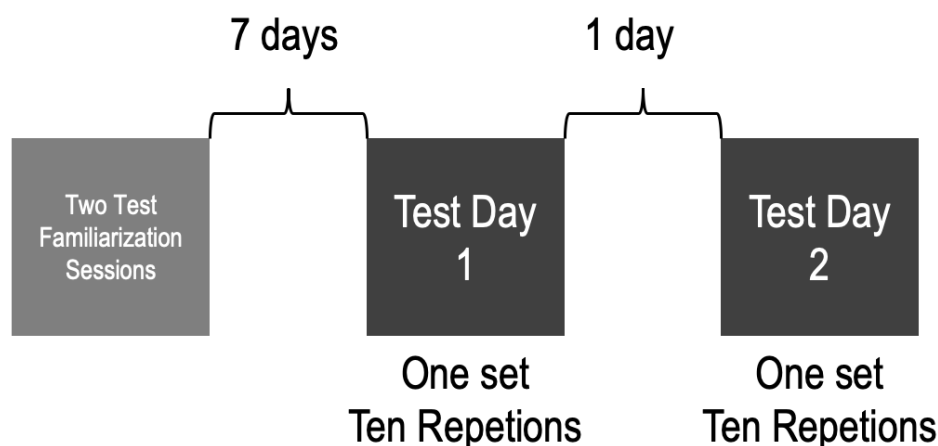 7 days
1 day
Two Test
Familiarization
Sessions
Test Day
1
Test Day
2
One set
Ten Repetions
One set
Ten Repetions